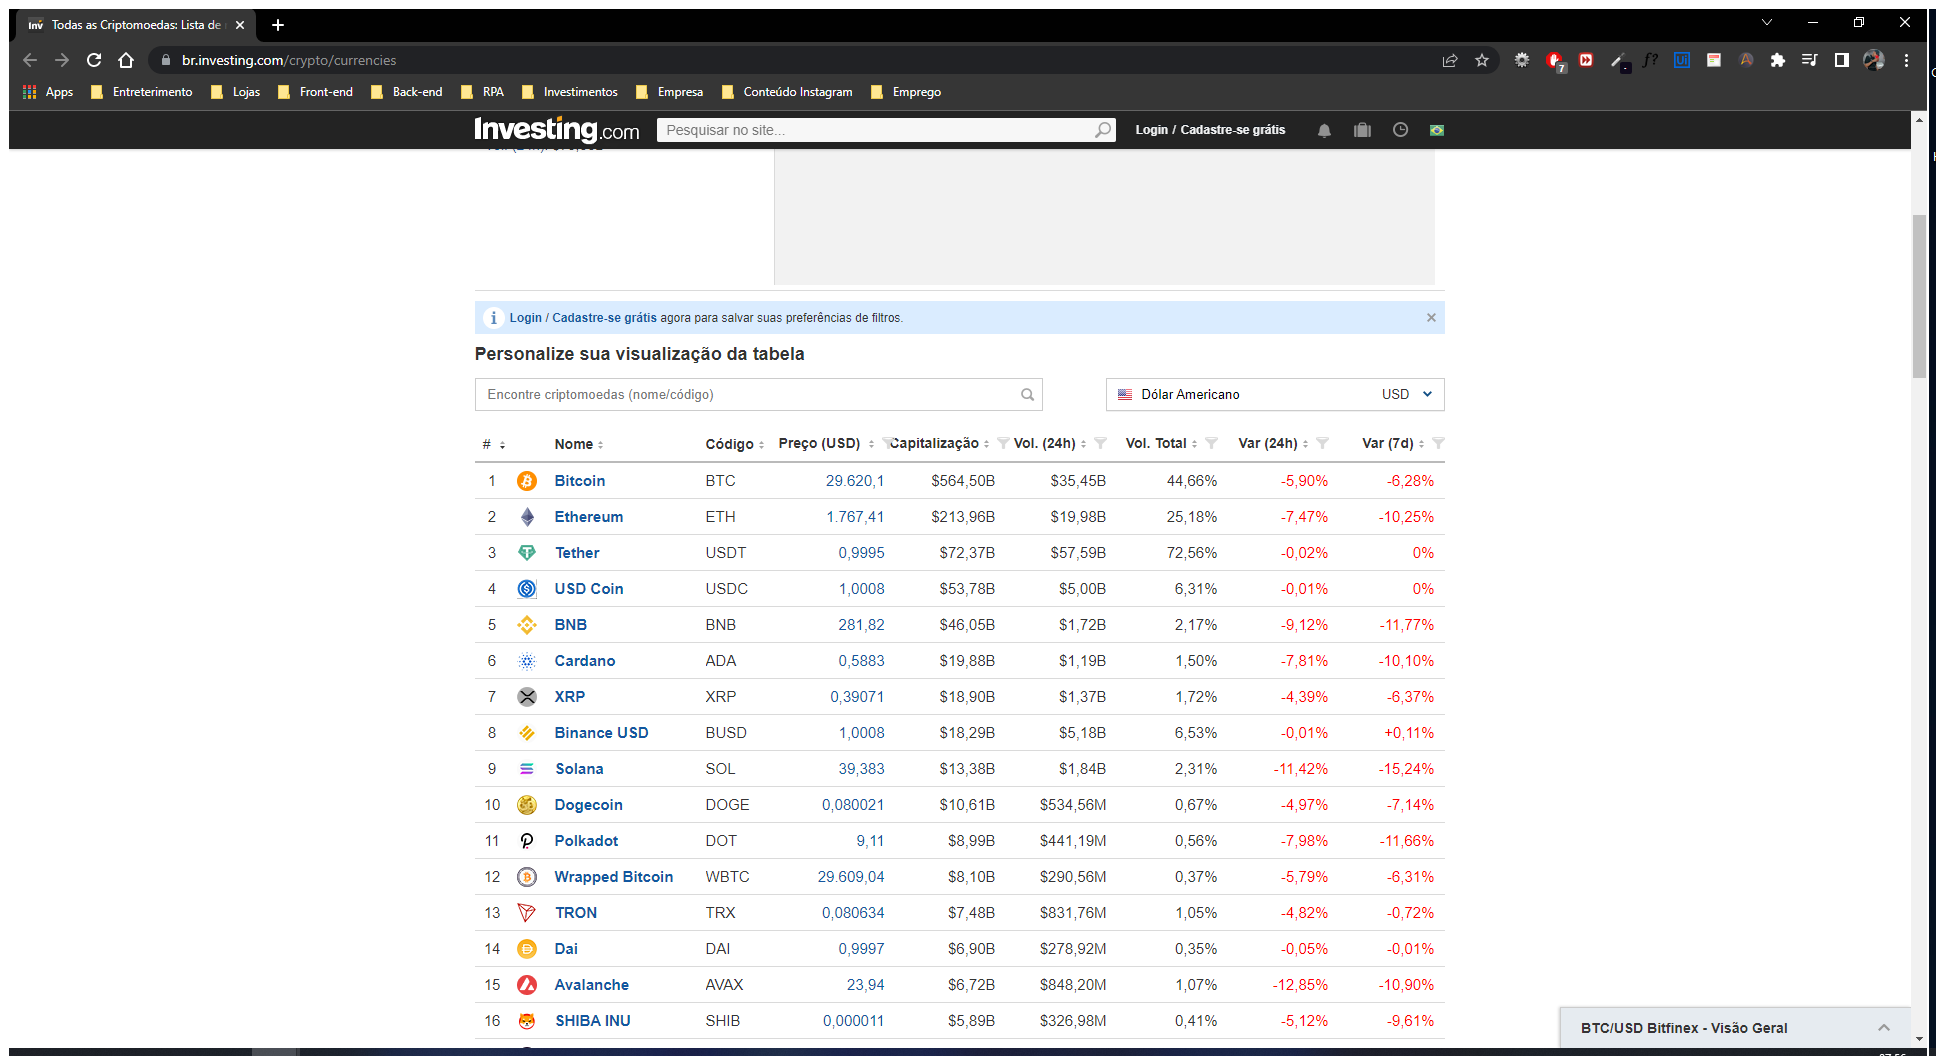 Inv Todas as Criptomoedas: Lista de
br.investing.com/crypto/currencies
7
Apps Entreterimento Lojas Front-end Back-end RPA Investimentos Empresa Conteúdo Instagram Emprego
Investing.com Pesquisar no site... Login / Cadastre-se grátis
Login / Cadastre-se grátis agora para salvar suas preferências de filtros.
Personalize sua visualização da tabela
Encontre criptomoedas (nome/código) Dólar Americano USD
# Nome Código Preço (USD) Capitalização Vol. (24h) Vol. Total Var (24h) Var (7d)
1 Bitcoin BTC 29.620,1 $564,50B $35,45B 44,66% -5,90% -6,28%
2 Ethereum ETH 1.767,41 $213,96B $19,98B 25,18% -7,47% -10,25%
3 Tether USDT 0,9995 $72,37B $57,59B 72,56% -0,02% 0%
4 USD Coin USDC 1,0008 $53,78B $5,00B 6,31% -0,01% 0%
5 BNB BNB 281,82 $46,05B $1,72B 2,17% -9,12% -11,77%
6 Cardano ADA 0,5883 $19,88B $1,19B 1,50% -7,81% -10,10%
7 XRP XRP 0,39071 $18,90B $1,37B 1,72% -4,39% -6,37%
8 Binance USD BUSD 1,0008 $18,29B $5,18B 6,53% -0,01% +0,11%
9 Solana SOL 39,383 $13,38B $1,84B 2,31% -11,42% -15,24%
10 Dogecoin DOGE 0,080021 $10,61B $534,56M 0,67% -4,97% -7,14%
11 Polkadot DOT 9,11 $8,99B $441,19M 0,56% -7,98% -11,66%
12 Wrapped Bitcoin WBTC 29.609,04 $8,10B $290,56M 0,37% -5,79% -6,31%
13 TRON TRX 0,080634 $7,48B $831,76M 1,05% -4,82% -0,72%
14 Dai DAI 0,9997 $6,90B $278,92M 0,35% -0,05% -0,01%
15 Avalanche AVAX 23,94 $6,72B $848,20M 1,07% -12,85% -10,90%
16 SHIBA INU SHIB 0,000011 $5,89B $326,98M 0,41% -5,12% -9,61%
BTC/USD Bitfinex - Visão Geral